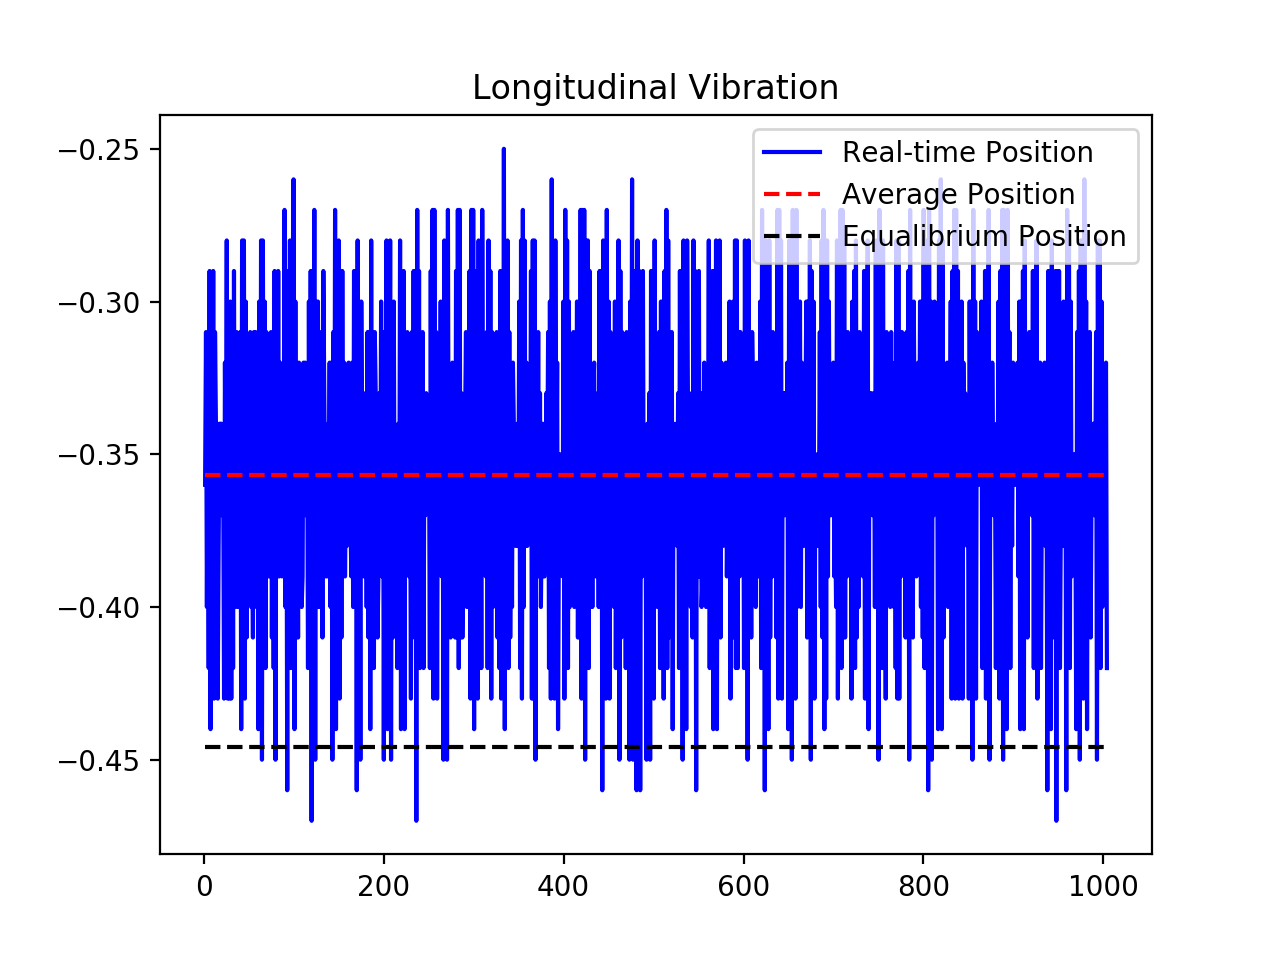 Longitudinal Vibration
Real-time Position
Average Position
Equalibrium Position
−0.25
−0.30
−0.35
−0.40
−0.45
0 200 400 600 800 1000